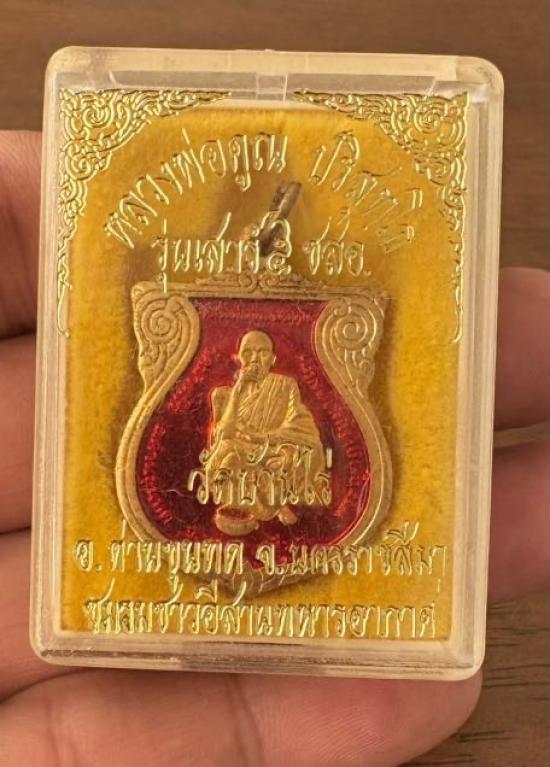 หลวงพ่อคูณ ปริสุทโธ
รุ่นเสาร์ ๕ ชสอ.
วัดบ้านไร่
อ. ด่านขุนทด จ. นครราชสีมา
ชมรมชาวอีสานทหารอากาศ